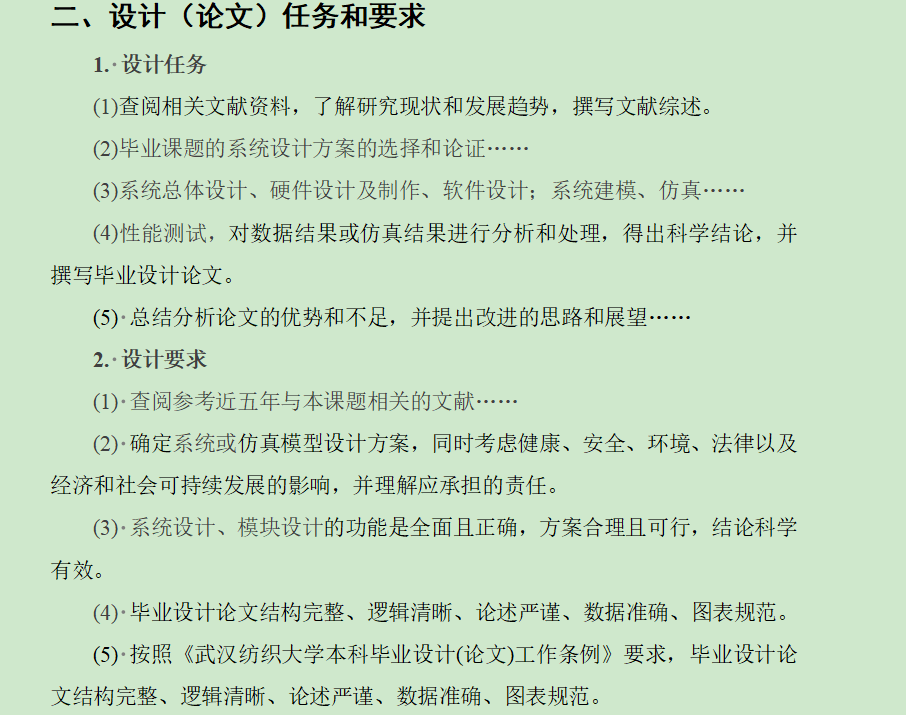 二、设计（论文）任务和要求
1.·设计任务
(1)查阅相关文献资料，了解研究现状和发展趋势，撰写文献综述。
(2)毕业课题的系统设计方案的选择和论证……
(3)系统总体设计、硬件设计及制作、软件设计；系统建模、仿真……
(4)性能测试，对数据结果或仿真结果进行分析和处理，得出科学结论，并
撰写毕业设计论文。
(5)·总结分析论文的优势和不足，并提出改进的思路和展望……
2.·设计要求
(1)·查阅参考近五年与本课题相关的文献……
(2)·确定系统或仿真模型设计方案，同时考虑健康、安全、环境、法律以及
经济和社会可持续发展的影响，并理解应承担的责任。
(3)·系统设计、模块设计的功能是全面且正确，方案合理且可行，结论科学
有效。
(4)·毕业设计论文结构完整、逻辑清晰、论述严谨、数据准确、图表规范。
(5)·按照《武汉纺织大学本科毕业设计(论文)工作条例》要求，毕业设计论
文结构完整、逻辑清晰、论述严谨、数据准确、图表规范。